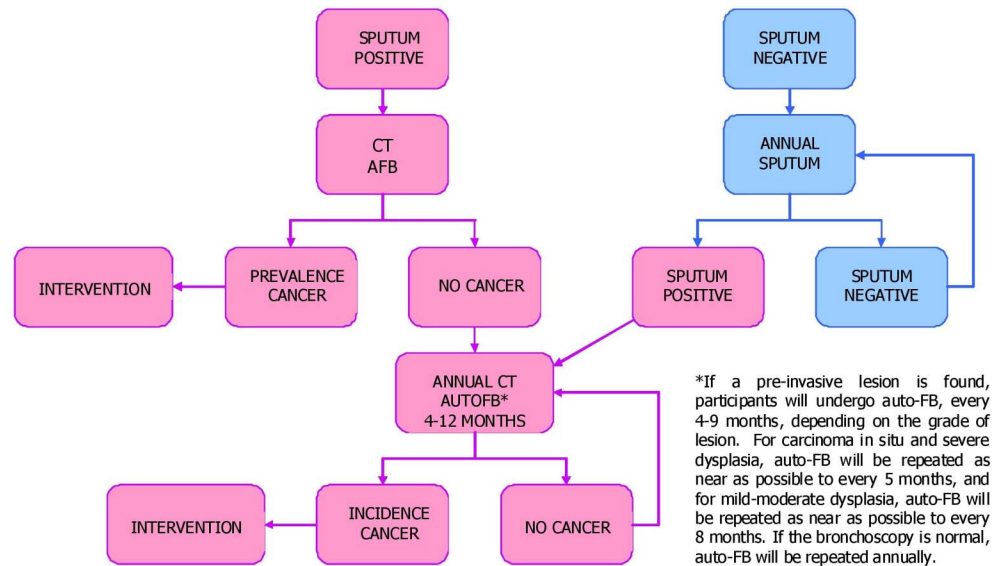 SPUTUM
POSITIVE
SPUTUM
NEGATIVE
CT
AFB
ANNUAL
SPUTUM
INTERVENTION
PREVALENCE
CANCER
NO CANCER
SPUTUM
POSITIVE
SPUTUM
NEGATIVE
ANNUAL CT
AUTOFB*
4-12 MONTHS
INTERVENTION
INCIDENCE
CANCER
NO CANCER
*If a pre-invasive lesion is found,
participants will undergo auto-FB, every
4-9 months, depending on the grade of
lesion. For carcinoma in situ and severe
dysplasia, auto-FB will be repeated as
near as possible to every 5 months, and
for mild-moderate dysplasia, auto-FB will
be repeated as near as possible to every
8 months. If the bronchoscopy is normal,
auto-FB will be repeated annually.